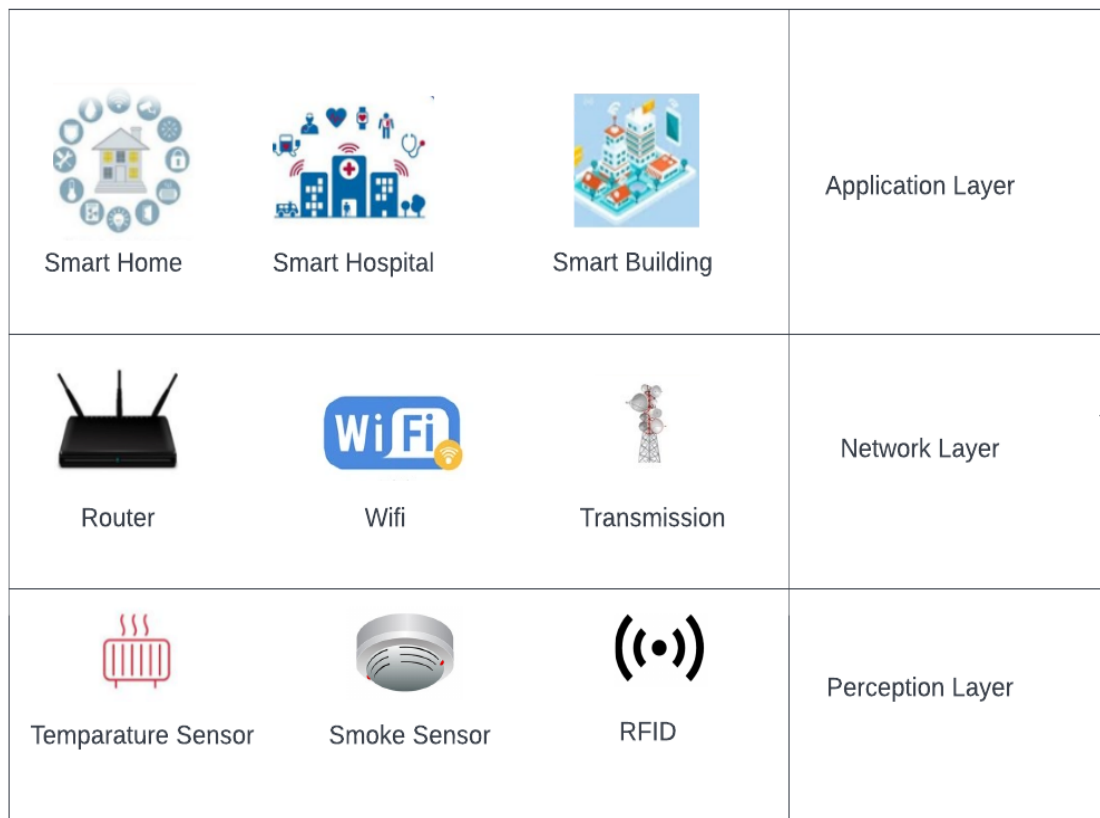 Smart Home
Smart Hospital
Smart Building
Application Layer
WiFi
Router
Wifi
Transmission
Network Layer
Temparature Sensor
Smoke Sensor
RFID
Perception Layer